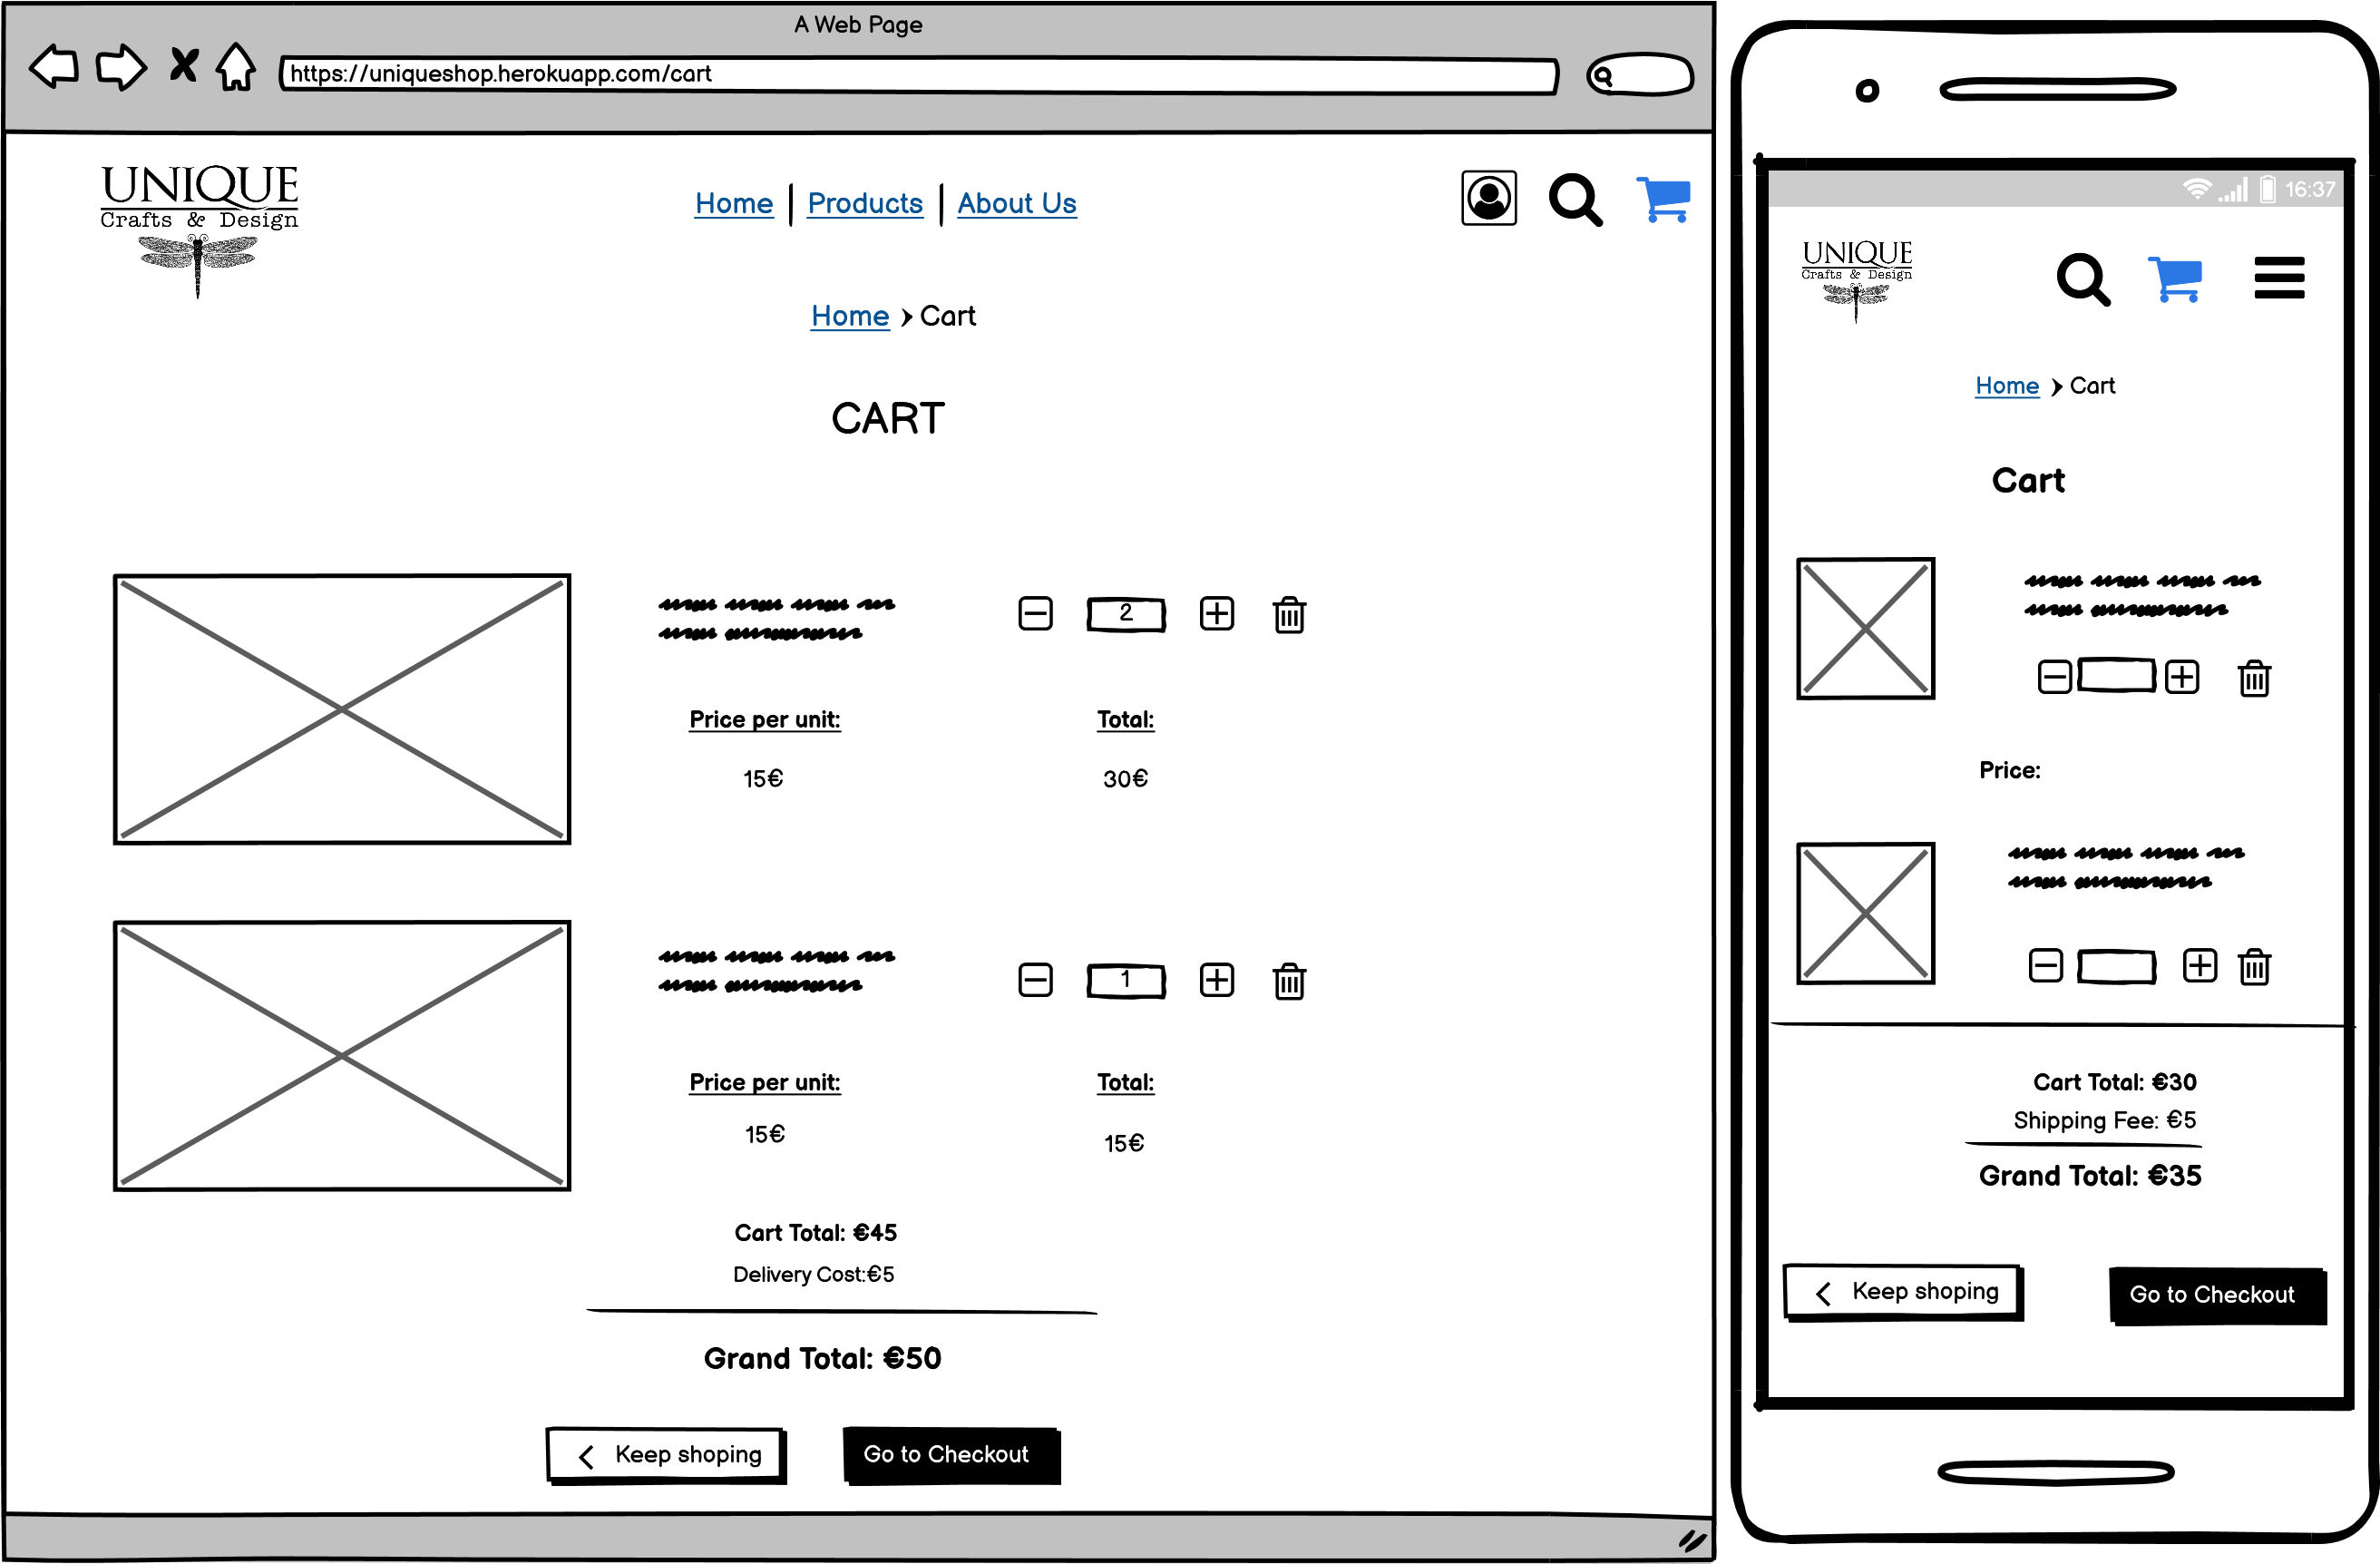 A Web Page
https://uniqueshop.herokuapp.com/cart
UNIQUE
Crafts & Design
Home | Products | About Us
Home > Cart
CART
2
Price per unit:
Total:
15€
30€
1
Price per unit:
Total:
15€
15€
Cart Total: €45
Delivery Cost:€5
Grand Total: €50
Keep shoping
Go to Checkout
16:37
UNIQUE
Crafts & Design
Home > Cart
Cart
Price:
Cart Total: €30
Shipping Fee: €5
Grand Total: €35
Keep shoping
Go to Checkout